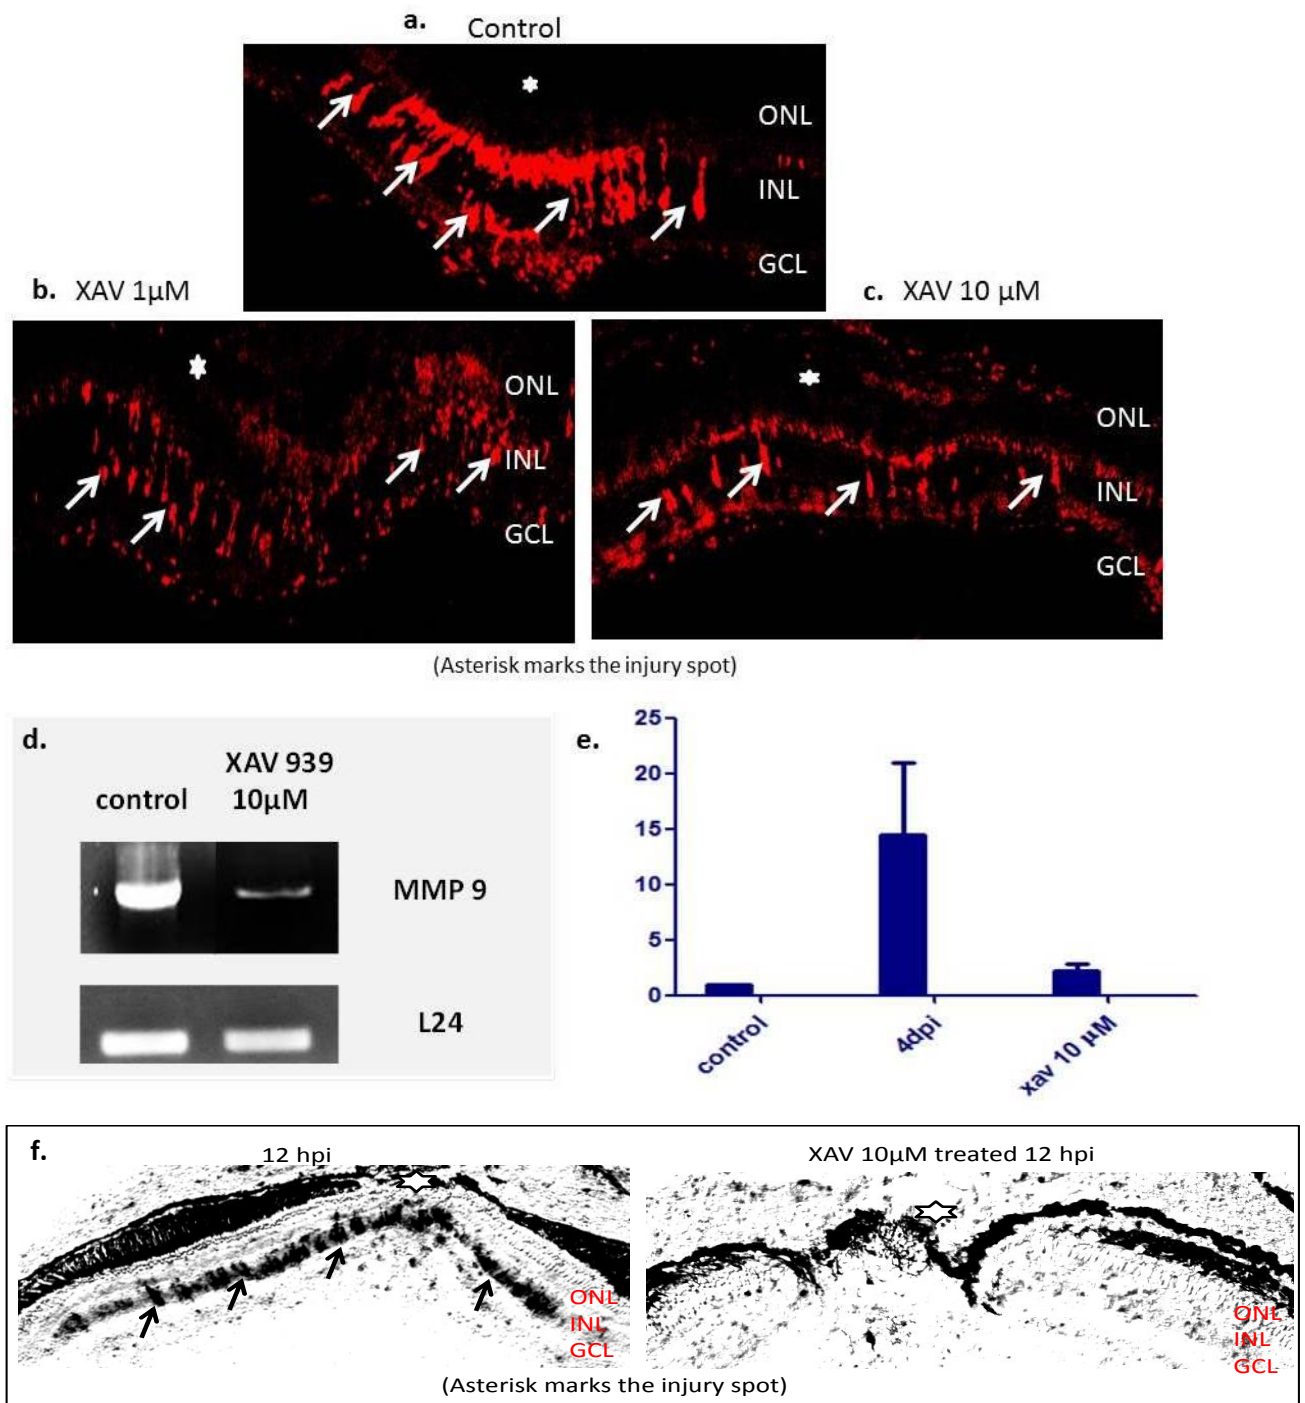 a. Control
ONL
INL
GCL
b. XAV 1µM
ONL
INL
GCL
c. XAV 10 µM
ONL
INL
GCL
(Asterisk marks the injury spot)
d.
XAV 939
control 10µM
MMP 9
L24
e.
25
20
15
10
5
0
control
4dpi
xav 10 µM
f.
12 hpi
ONL
INL
GCL
XAV 10µM treated 12 hpi
ONL
INL
GCL
(Asterisk marks the injury spot)